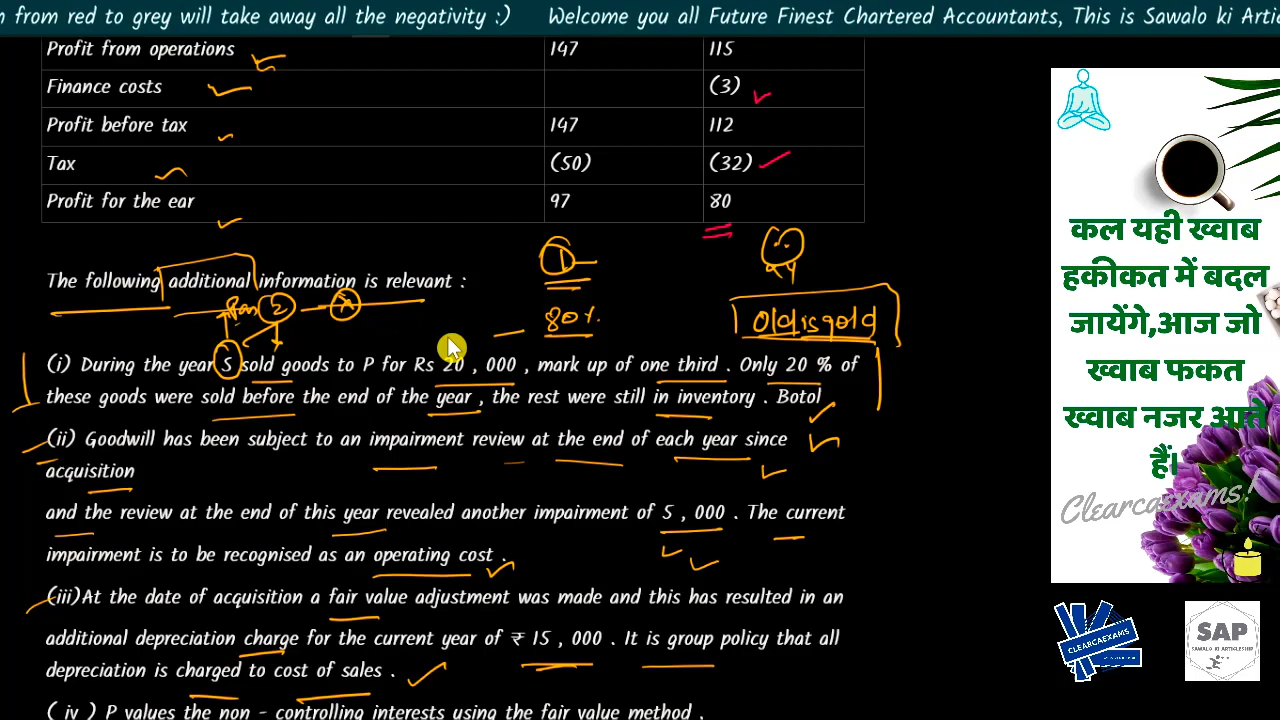 n from red to grey will take away all the negativity :) Welcome you all Future Finest Chartered Accountants, This is Sawalo ki Artic
Profit from operations 147 115
Finance costs (3)
Profit before tax 147 112
Tax (50) (32)
Profit for the ear 97 80
The following additional information is relevant :
1
2
80%
Old is gold
(i) During the year S sold goods to P for Rs 20 , 000 , mark up of one third . Only 20 % of
these goods were sold before the end of the year , the rest were still in inventory . Botol
(ii) Goodwill has been subject to an impairment review at the end of each year since
acquisition
and the review at the end of this year revealed another impairment of 5 , 000 . The current
impairment is to be recognised as an operating cost .
(iii)At the date of acquisition a fair value adjustment was made and this has resulted in an
additional depreciation charge for the current year of ₹ 15 , 000 . It is group policy that all
depreciation is charged to cost of sales .
( iv ) P values the non - controlling interests using the fair value method .
कल यही ख्वाब
हकीकत में बदल
जायेंगे,आज जो
ख्वाब फकत
ख्वाब नजर आते
हैं।
Clearcaexams!
CLEARCAEXAMS
SAP
SAWALO KI ARTICLESHIP